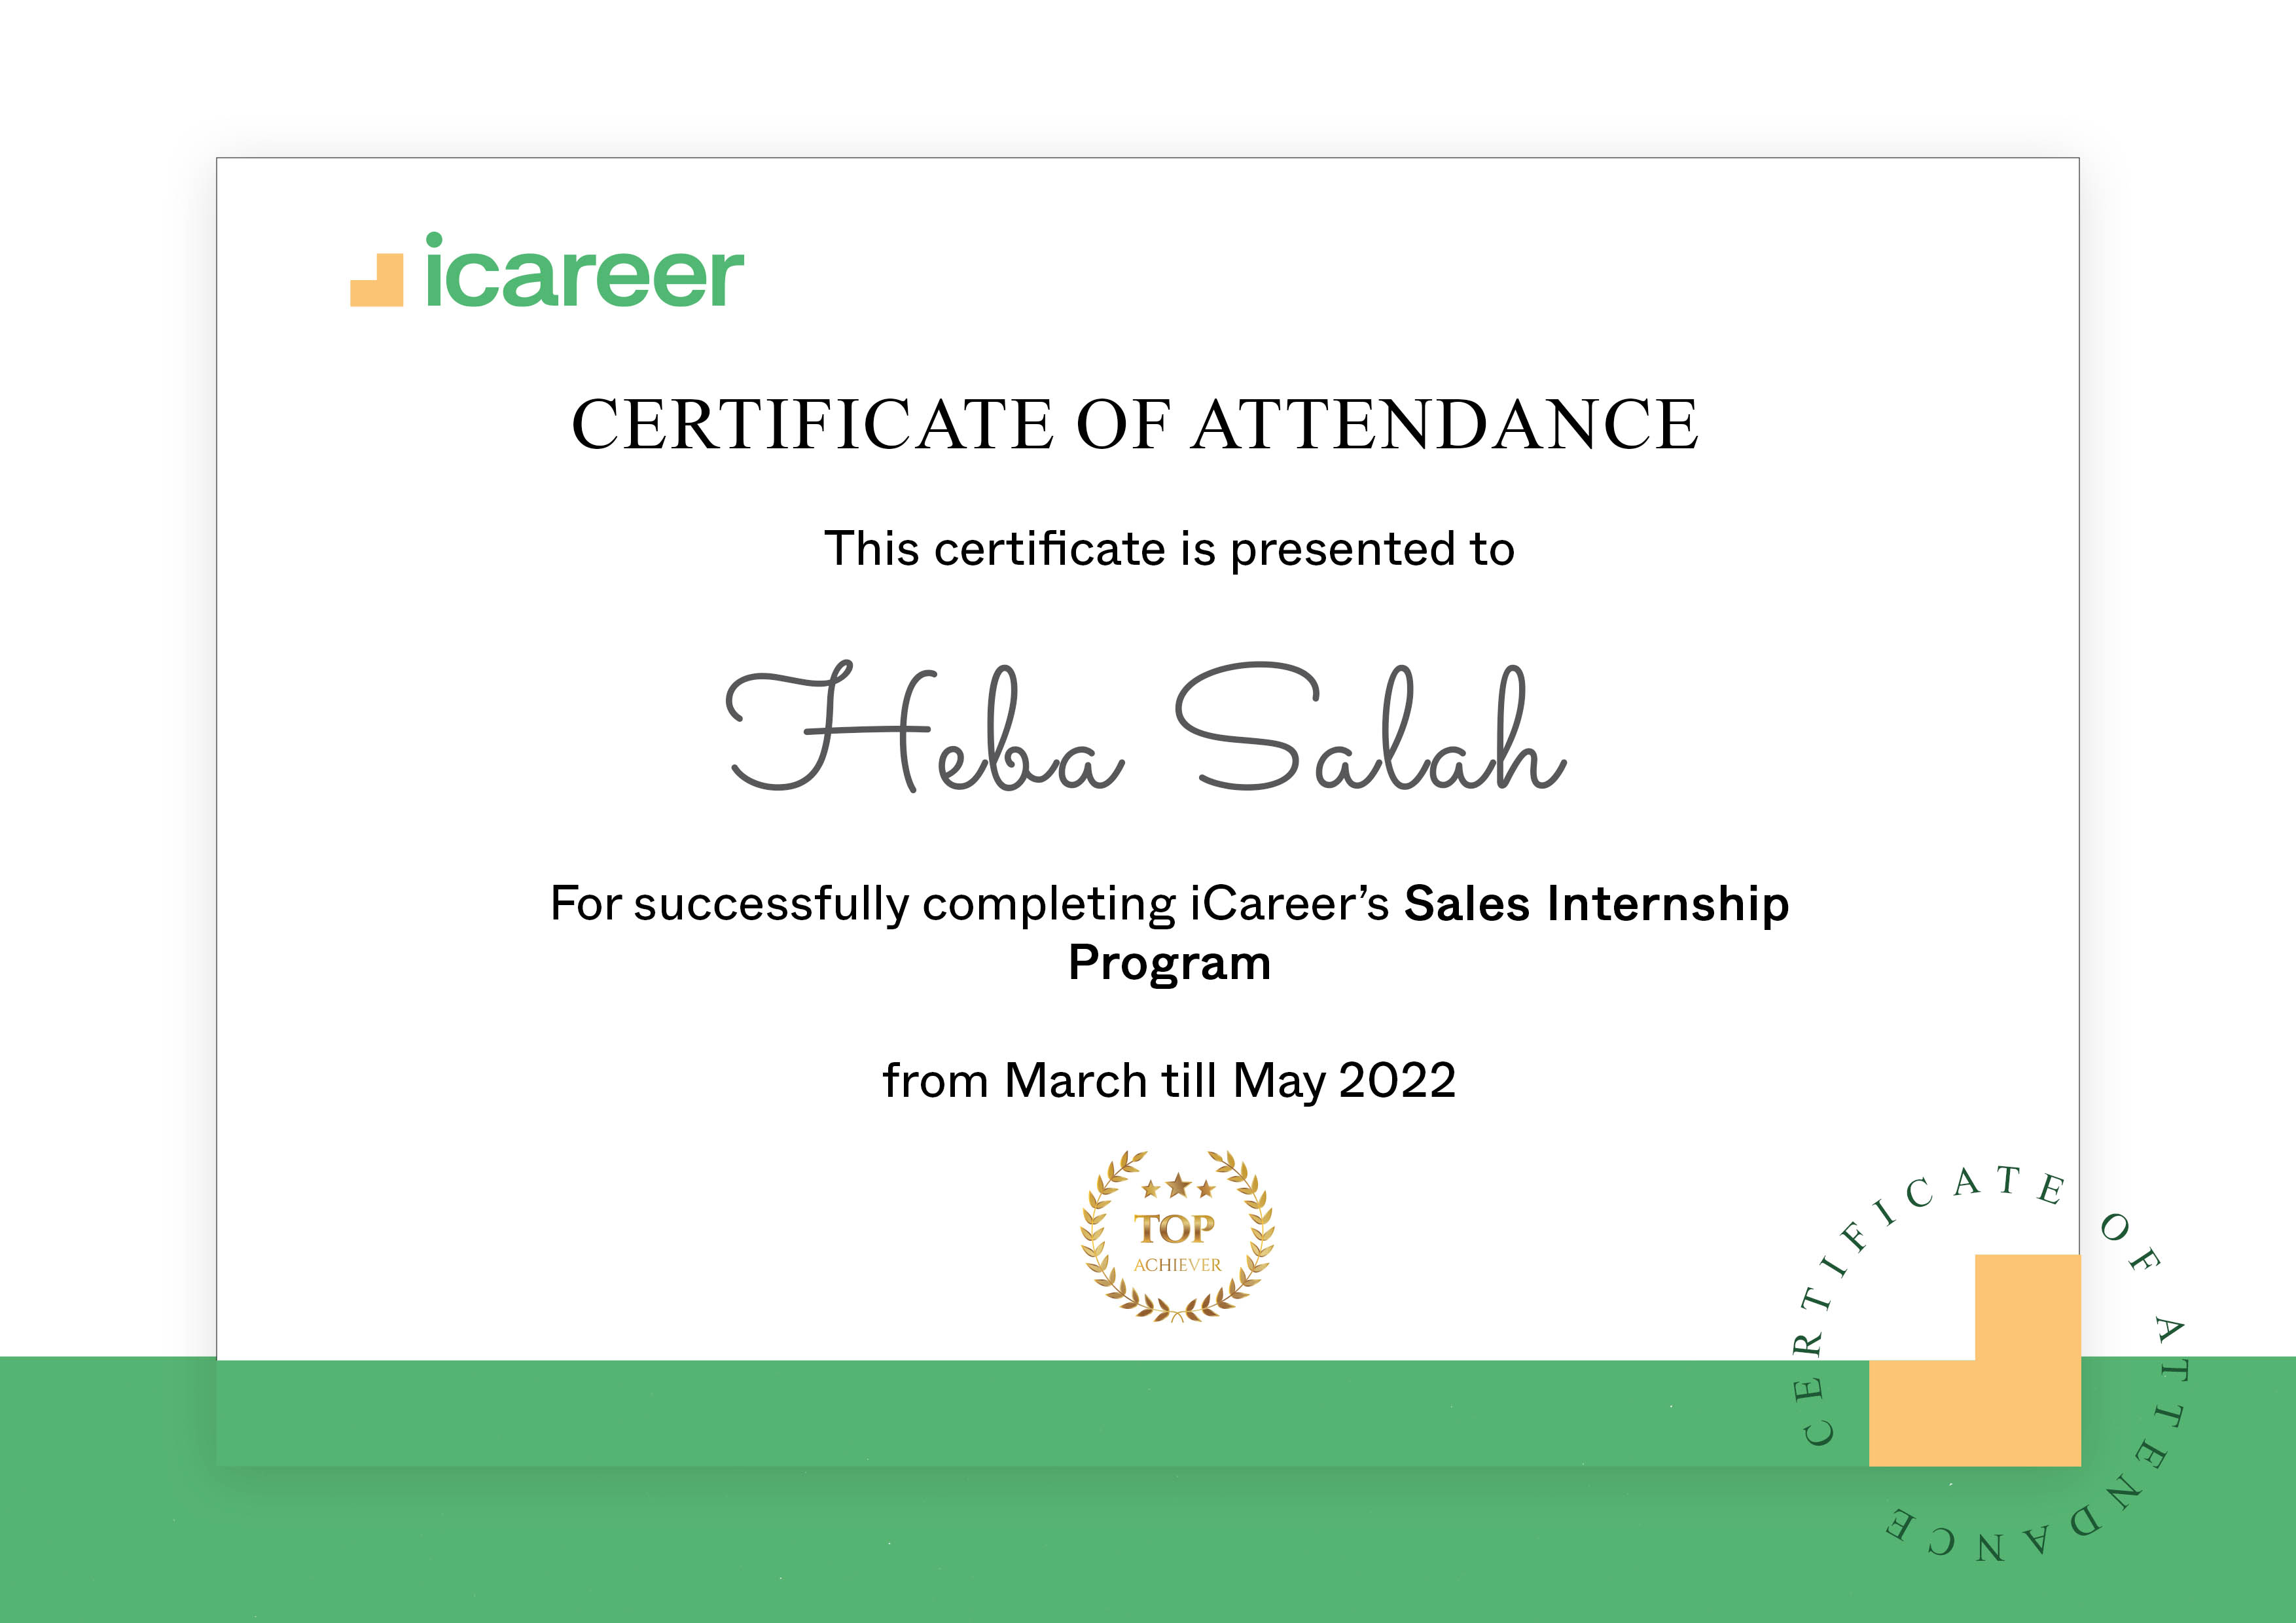 icareer
CERTIFICATE OF ATTENDANCE
This certificate is presented to
Heba Salah
For successfully completing iCareer’s Sales Internship
Program
from March till May 2022
TOP
ACHIEVER
CERTIFICATE OF ATTENDANCE